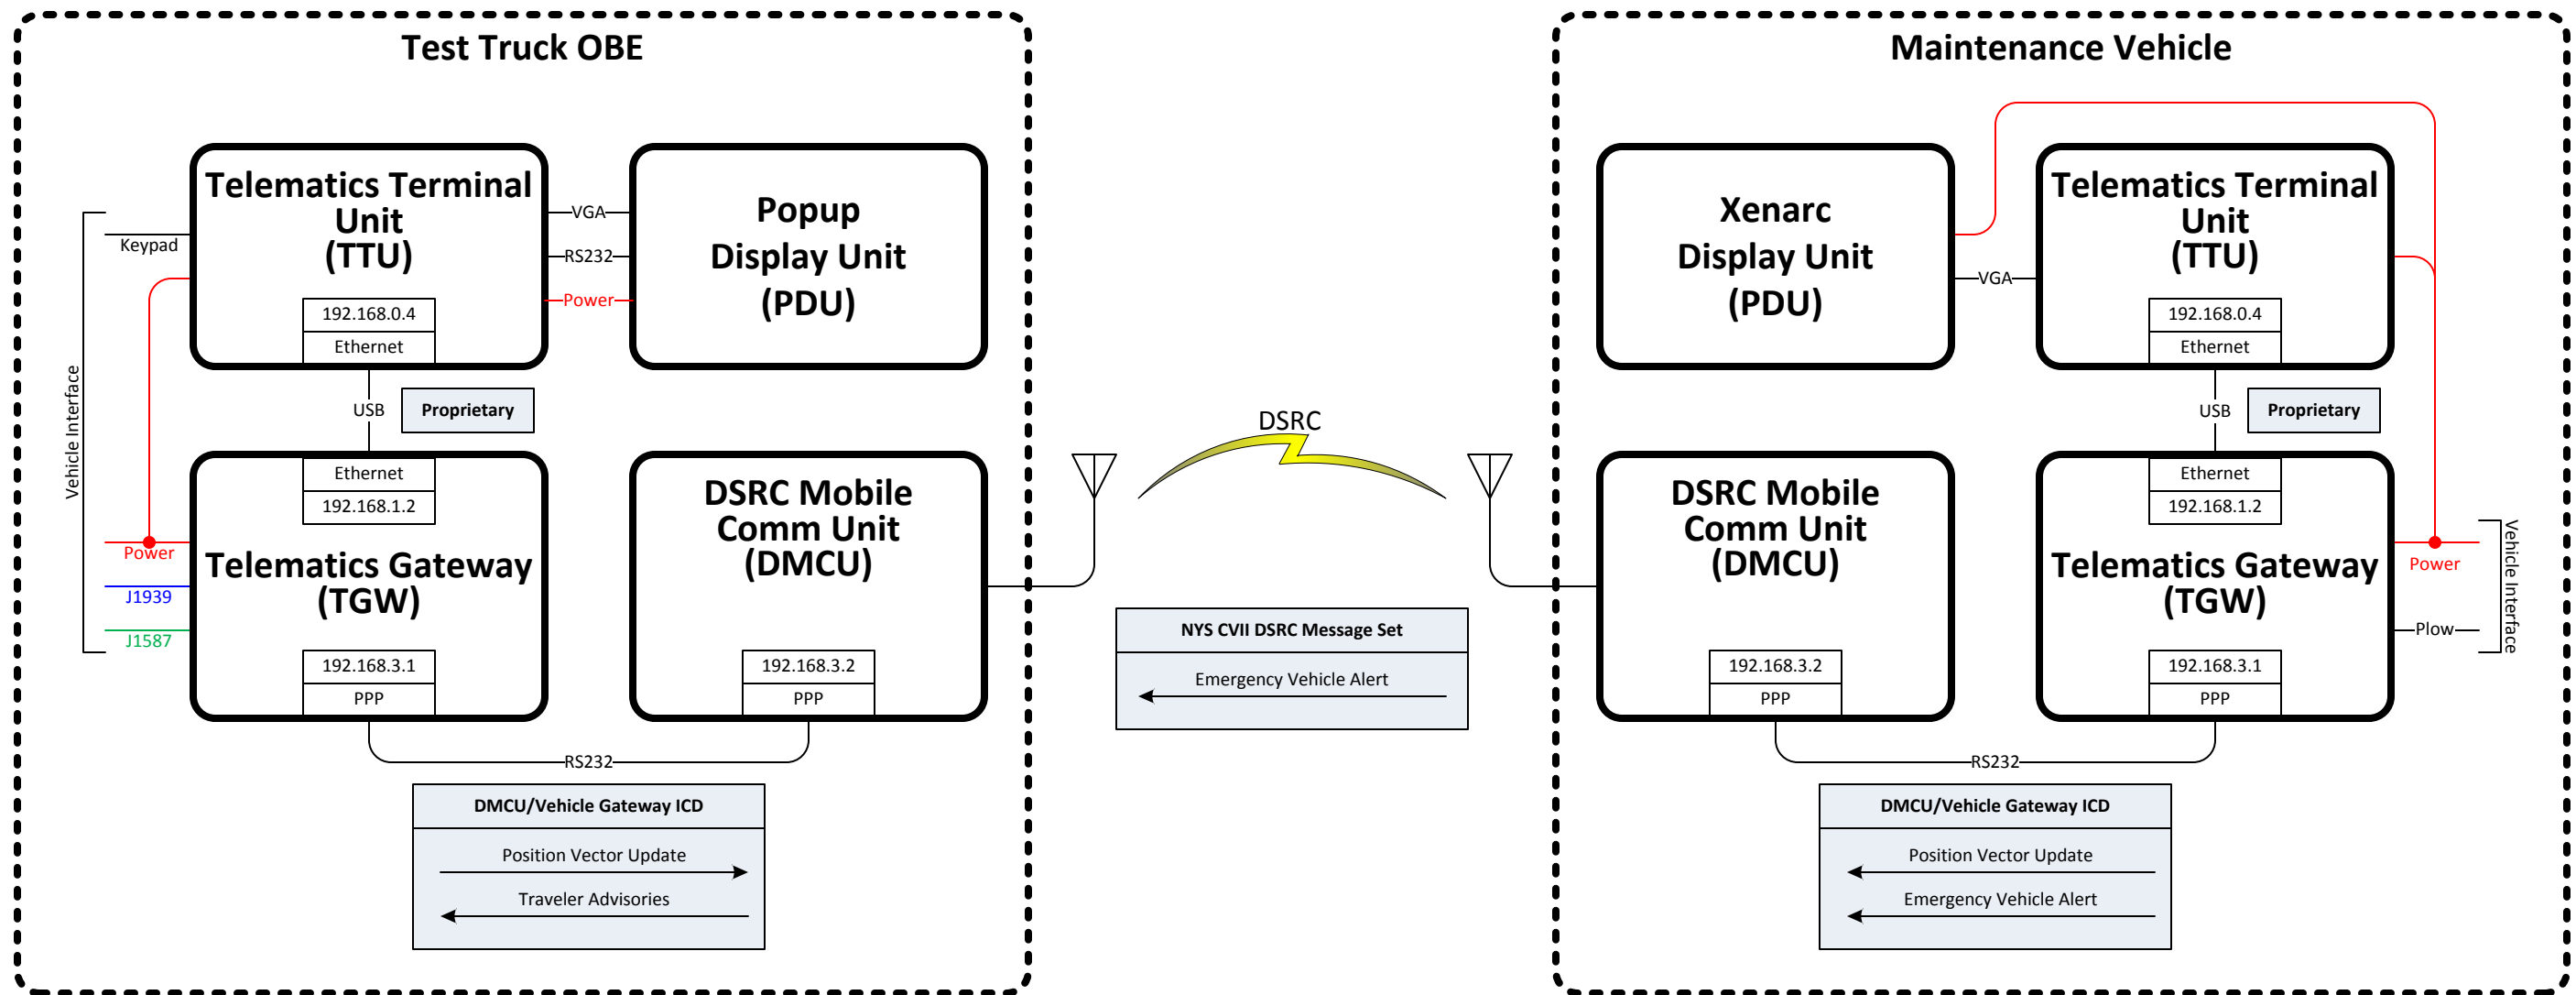 Test Truck OBE
Telematics Terminal
Unit
(TTU)
192.168.0.4
Ethernet
VGA
RS232
Power
Popup
Display Unit
(PDU)
Vehicle Interface
Keypad
Power
J1939
J1587
USB
Proprietary
Ethernet
192.168.1.2
Telematics Gateway
(TGW)
192.168.3.1
PPP
DSRC Mobile
Comm Unit
(DMCU)
192.168.3.2
PPP
RS232
DMCU/Vehicle Gateway ICD
Position Vector Update
Traveler Advisories
DSRC
NYS CVII DSRC Message Set
Emergency Vehicle Alert
Maintenance Vehicle
Xenarc
Display Unit
(PDU)
VGA
Telematics Terminal
Unit
(TTU)
192.168.0.4
Ethernet
USB
Proprietary
DSRC Mobile
Comm Unit
(DMCU)
192.168.3.2
PPP
Ethernet
192.168.1.2
Telematics Gateway
(TGW)
192.168.3.1
PPP
Power
Plow
Vehicle Interface
RS232
DMCU/Vehicle Gateway ICD
Position Vector Update
Emergency Vehicle Alert